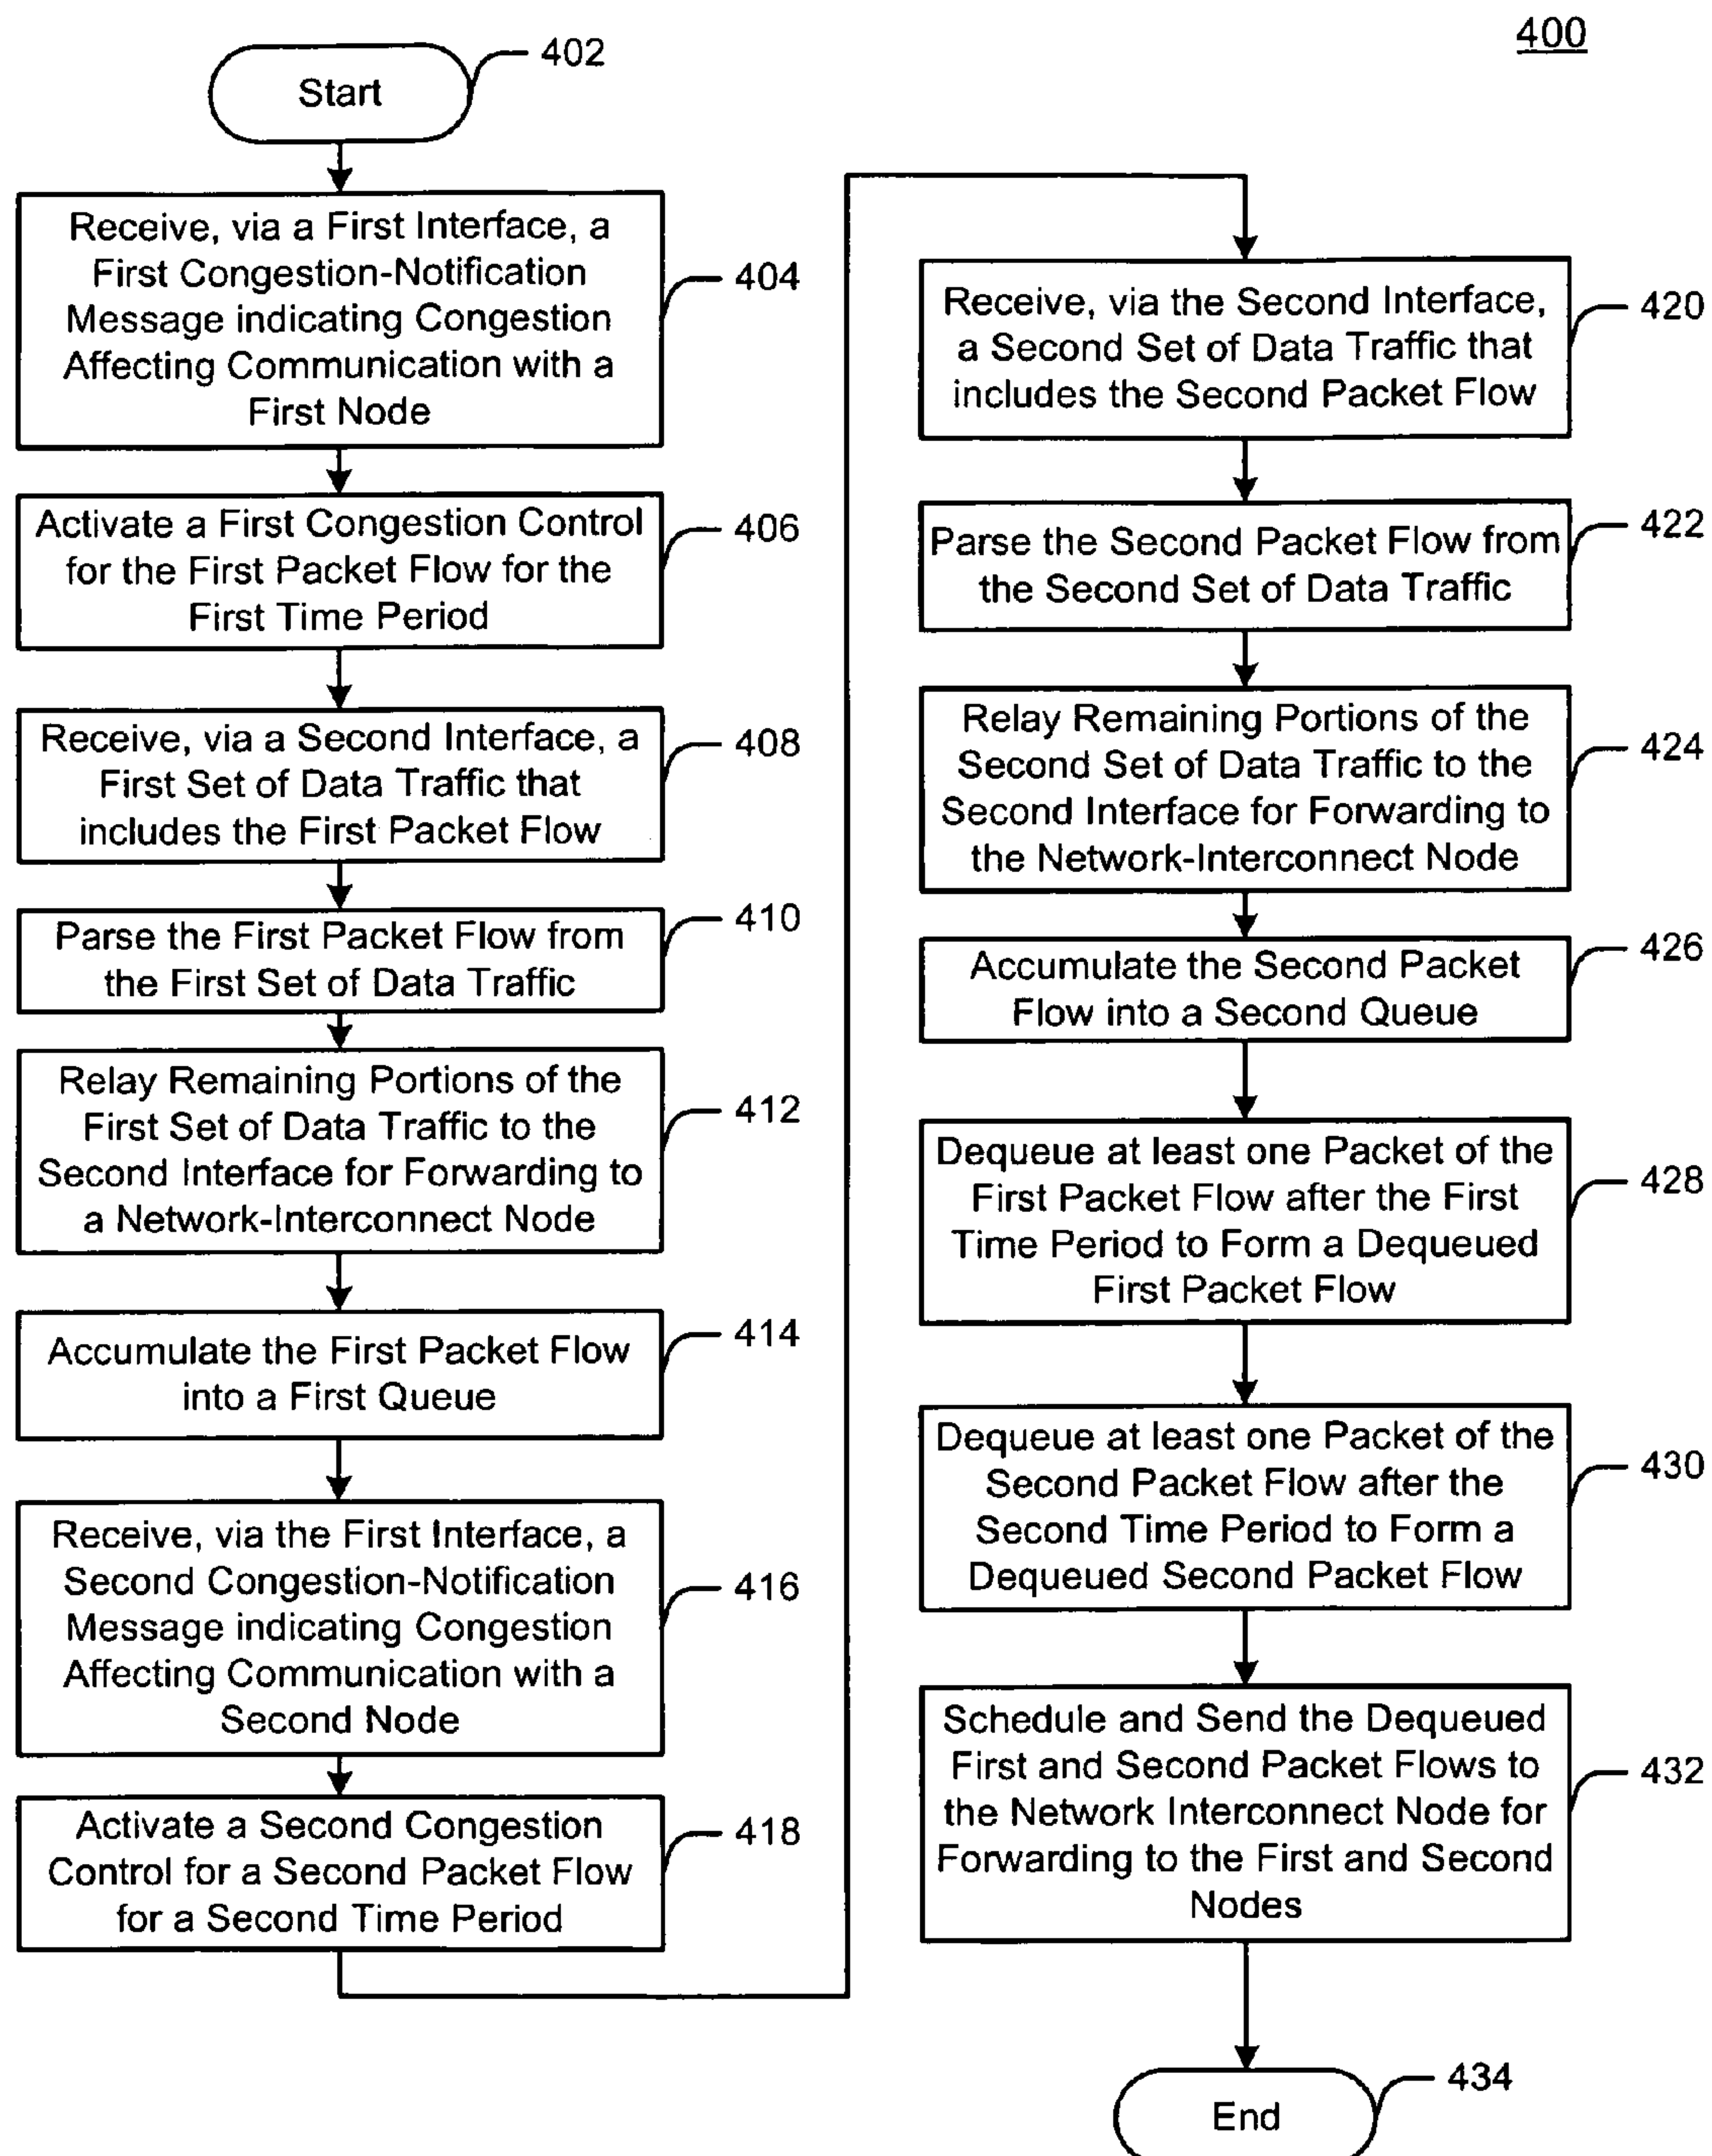 400
Start
402
Receive, via a First Interface, a
First Congestion-Notification
Message indicating Congestion
Affecting Communication with a
First Node
404
Activate a First Congestion Control
for the First Packet Flow for the
First Time Period
406
Receive, via a Second Interface, a
First Set of Data Traffic that
includes the First Packet Flow
408
Parse the First Packet Flow from
the First Set of Data Traffic
410
Relay Remaining Portions of the
First Set of Data Traffic to the
Second Interface for Forwarding to
a Network-Interconnect Node
412
Accumulate the First Packet Flow
into a First Queue
414
Receive, via the First Interface, a
Second Congestion-Notification
Message indicating Congestion
Affecting Communication with a
Second Node
416
Activate a Second Congestion
Control for a Second Packet Flow
for a Second Time Period
418
Receive, via the Second Interface,
a Second Set of Data Traffic that
includes the Second Packet Flow
420
Parse the Second Packet Flow from
the Second Set of Data Traffic
422
Relay Remaining Portions of the
Second Set of Data Traffic to the
Second Interface for Forwarding to
the Network-Interconnect Node
424
Accumulate the Second Packet
Flow into a Second Queue
426
Dequeue at least one Packet of the
First Packet Flow after the First
Time Period to Form a Dequeued
First Packet Flow
428
Dequeue at least one Packet of the
Second Packet Flow after the
Second Time Period to Form a
Dequeued Second Packet Flow
430
Schedule and Send the Dequeued
First and Second Packet Flows to
the Network Interconnect Node for
Forwarding to the First and Second
Nodes
432
End
434